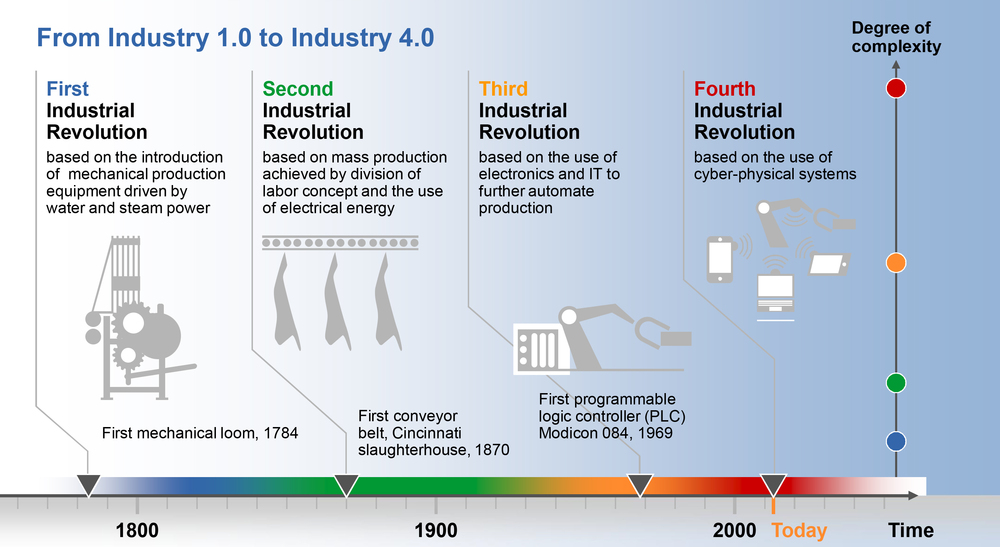 From Industry 1.0 to Industry 4.0
Degree of
complexity
First
Industrial
Revolution
based on the introduction
of mechanical production
equipment driven by
water and steam power
Second
Industrial
Revolution
based on mass production
achieved by division of
labor concept and the use
of electrical energy
Third
Industrial
Revolution
based on the use of
electronics and IT to
further automate
production
Fourth
Industrial
Revolution
based on the use of
cyber-physical systems
First mechanical loom, 1784
First conveyor
belt, Cincinnati
slaughterhouse, 1870
First programmable
logic controller (PLC)
Modicon 084, 1969
1800
1900
2000
Today
Time